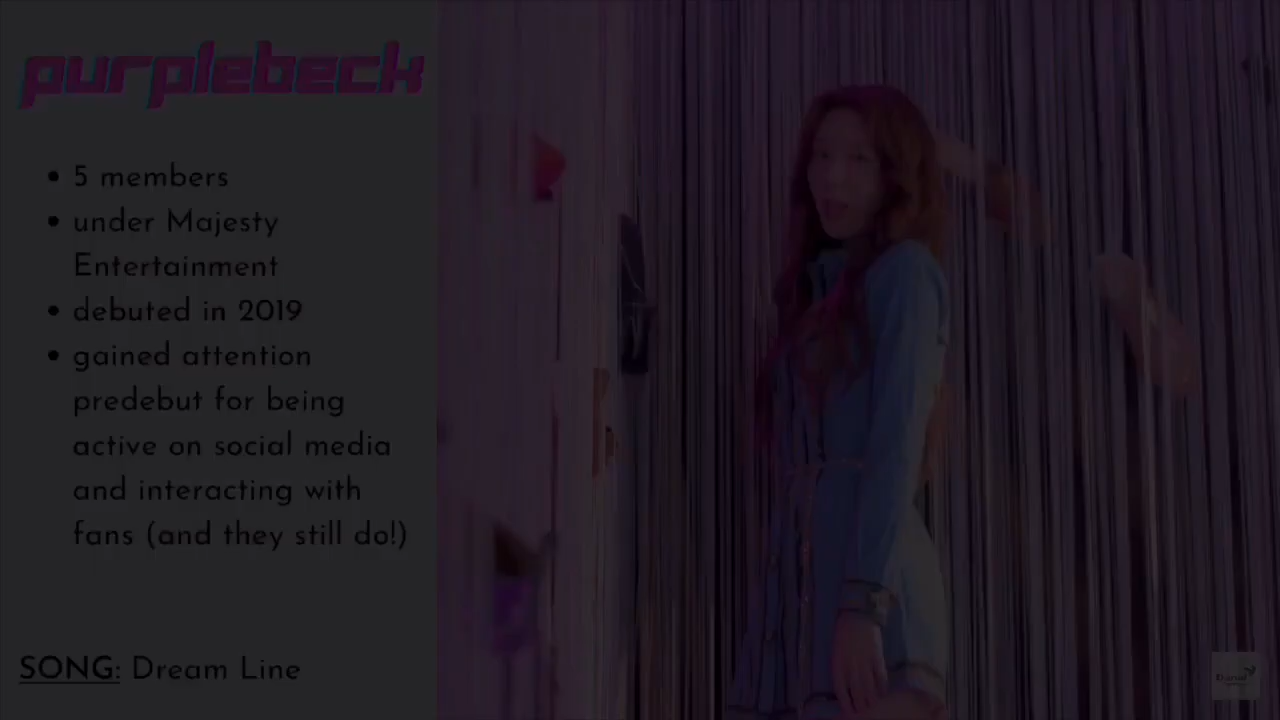 purplebeck
• 5 members
• under Majesty
Entertainment
• debuted in 2019
• gained attention
predebut for being
active on social media
and interacting with
fans (and they still do!)
SONG: Dream Line